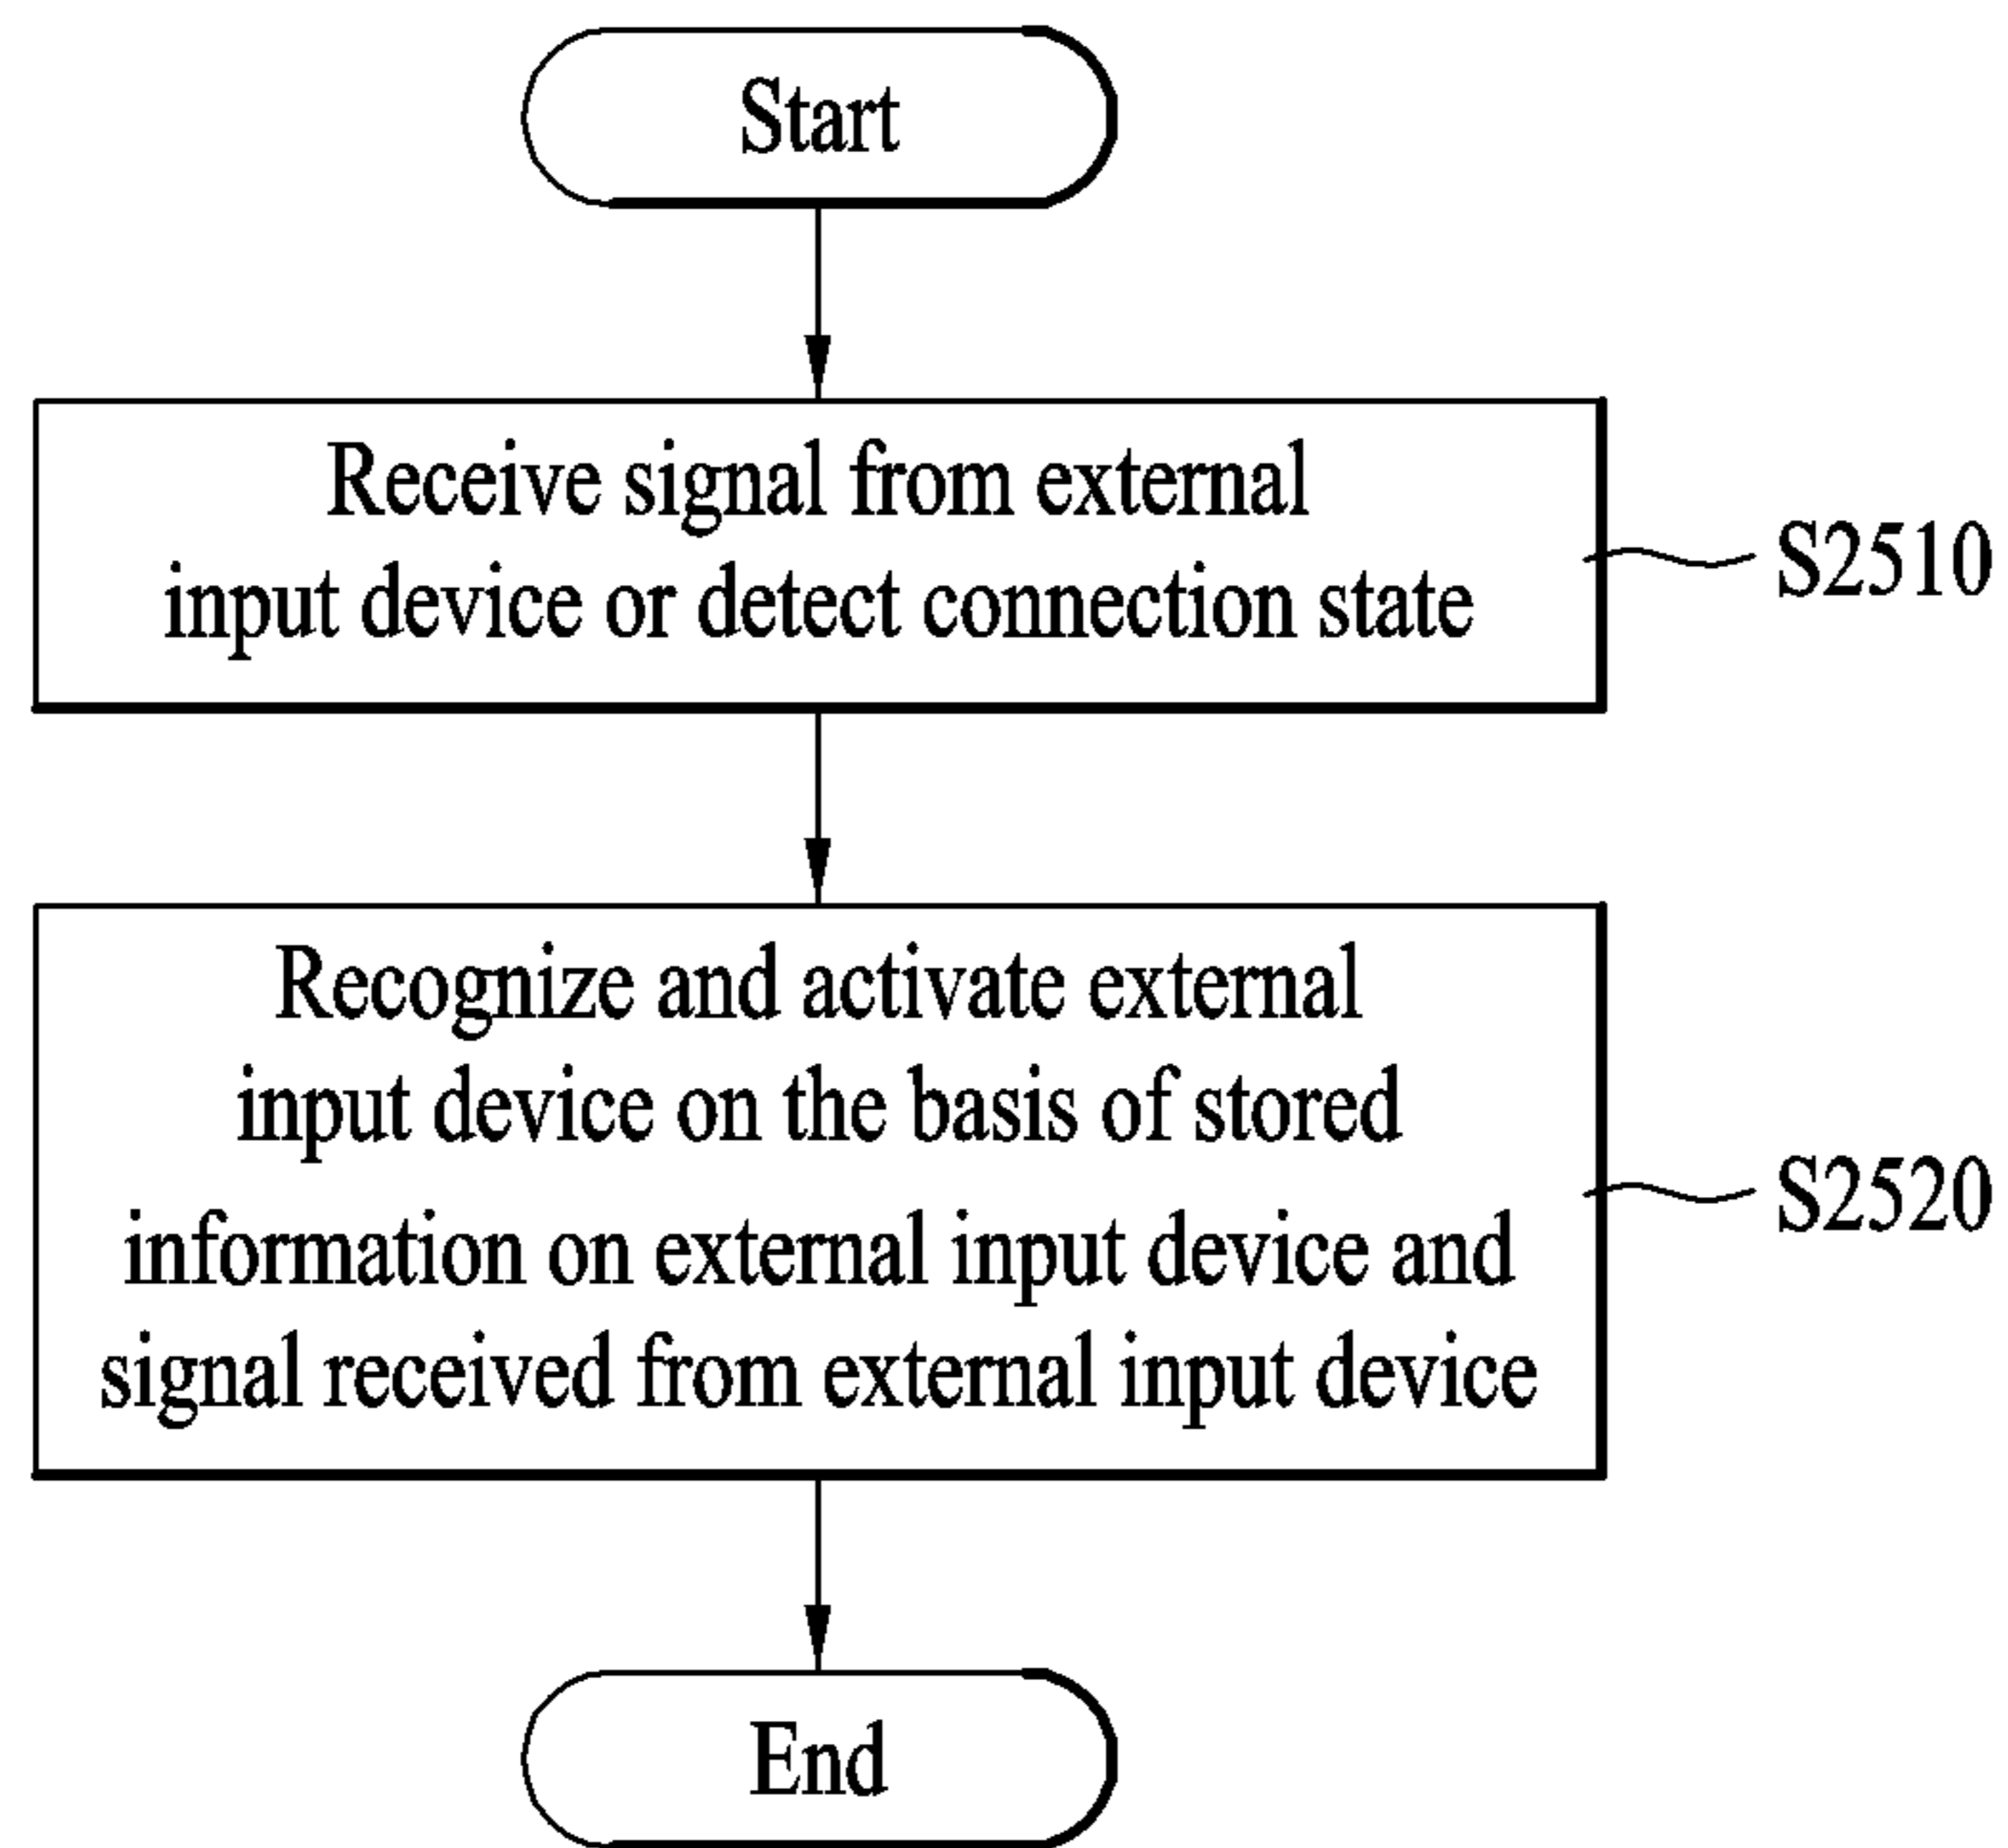 Start
Receive signal from external
input device or detect connection state
S2510
Recognize and activate external
input device on the basis of stored
information on external input device and
signal received from external input device
S2520
End